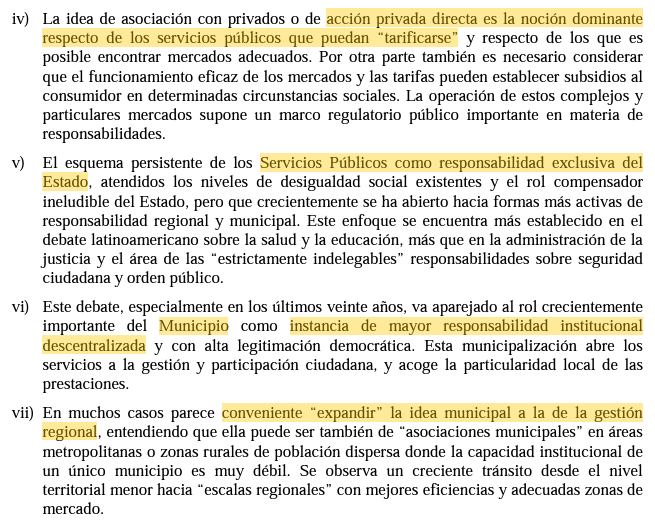 iv) La idea de asociación con privados o de acción privada directa es la noción dominante
respecto de los servicios públicos que puedan “tarificarse” y respecto de los que es
posible encontrar mercados adecuados. Por otra parte también es necesario considerar
que el funcionamiento eficaz de los mercados y las tarifas pueden establecer subsidios al
consumidor en determinadas circunstancias sociales. La operación de estos complejos y
particulares mercados supone un marco regulatorio público importante en materia de
responsabilidades.
v) El esquema persistente de los Servicios Públicos como responsabilidad exclusiva del
Estado, atendidos los niveles de desigualdad social existentes y el rol compensador
ineludible del Estado, pero que crecientemente se ha abierto hacia formas más activas de
responsabilidad regional y municipal. Este enfoque se encuentra más establecido en el
debate latinoamericano sobre la salud y la educación, más que en la administración de la
justicia y el área de las “estrictamente indelegables” responsabilidades sobre seguridad
ciudadana y orden público.
vi) Este debate, especialmente en los últimos veinte años, va aparejado al rol crecientemente
importante del Municipio como instancia de mayor responsabilidad institucional
descentralizada y con alta legitimación democrática. Esta municipalización abre los
servicios a la gestión y participación ciudadana, y acoge la particularidad local de las
prestaciones.
vii) En muchos casos parece conveniente “expandir” la idea municipal a la de la gestión
regional, entendiendo que ella puede ser también de “asociaciones municipales” en áreas
metropolitanas o zonas rurales de población dispersa donde la capacidad institucional de
un único municipio es muy débil. Se observa un creciente tránsito desde el nivel
territorial menor hacia “escalas regionales” con mejores eficiencias y adecuadas zonas de
mercado.